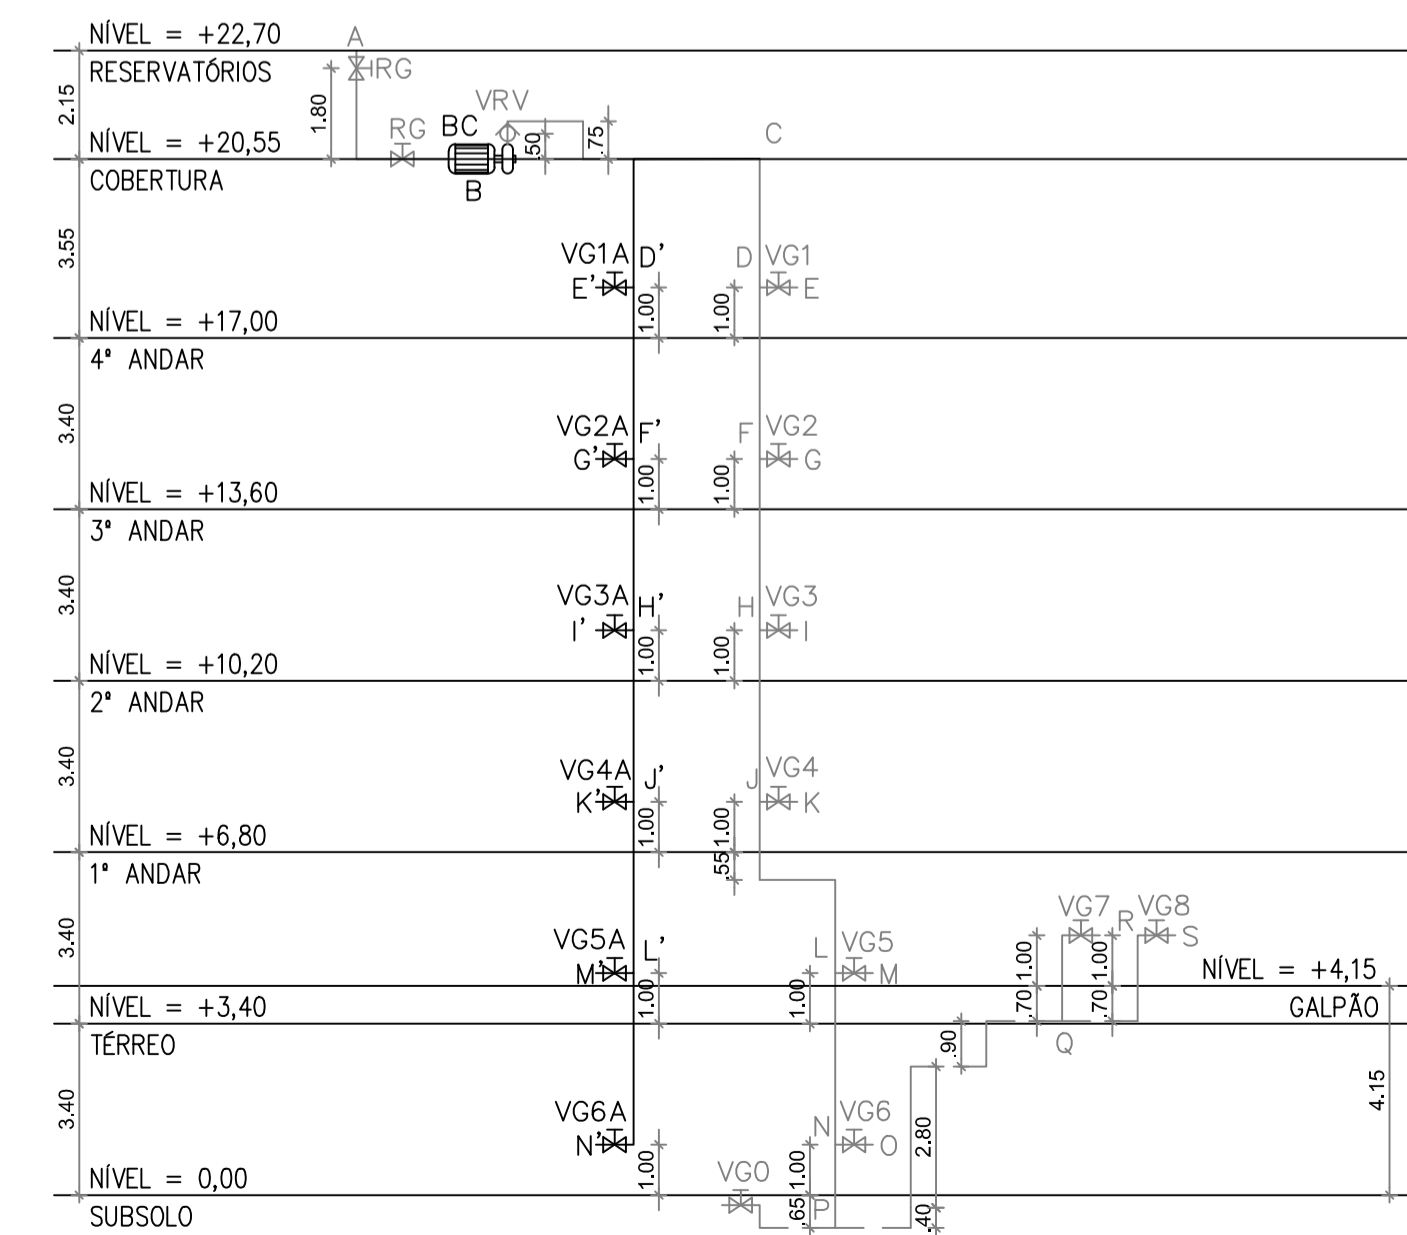 NÍVEL = +22,70
A
RESERVATÓRIOS
RG
2.15
1.80
VRV
NÍVEL = +20,55
RG
BC
.50
.75
C
COBERTURA
B
3.55
VG1A
D'
D
VG1
E'
E
1.00
1.00
NÍVEL = +17,00
4º ANDAR
3.40
VG2A
F'
F
VG2
G'
G
1.00
1.00
NÍVEL = +13,60
3º ANDAR
3.40
VG3A
H'
H
VG3
I'
I
1.00
1.00
NÍVEL = +10,20
2º ANDAR
3.40
VG4A
J'
J
VG4
K'
K
1.00
1.00
NÍVEL = +6,80
.55
1º ANDAR
3.40
VG7
R
VG8
S
VG5A
L'
L
VG5
M'
M
1.00
1.00
1.00
1.00
NÍVEL = +4,15
.70
.70
NÍVEL = +3,40
GALPÃO
TÉRREO
.90
Q
3.40
4.15
VG6A
N'
N
VG6
O
2.80
1.00
1.00
NÍVEL = 0,00
VG0
SUBSOLO
.65
P
.40